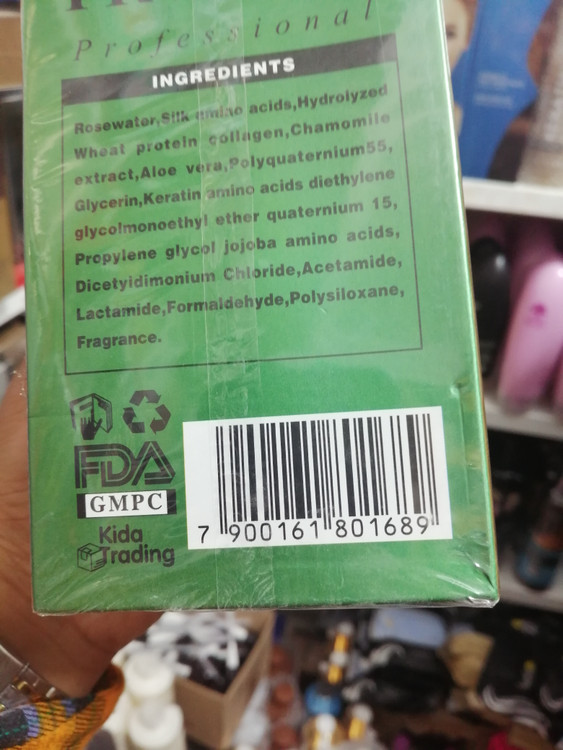 Professional
INGREDIENTS
Rosewater,Silk amino acids,Hydrolyzed
Wheat protein collagen,Chamomile
extract,Aloe vera,Polyquaternium55,
Glycerin,Keratin amino acids diethylene
glycolmonoethyl ether quaternium 15,
Propylene glycol jojoba amino acids,
Dicetyidimonium Chloride,Acetamide,
Lactamide,Formaldehyde,Polysiloxane,
Fragrance.
FDA
GMPC
Kida
Trading
7 900161 801689